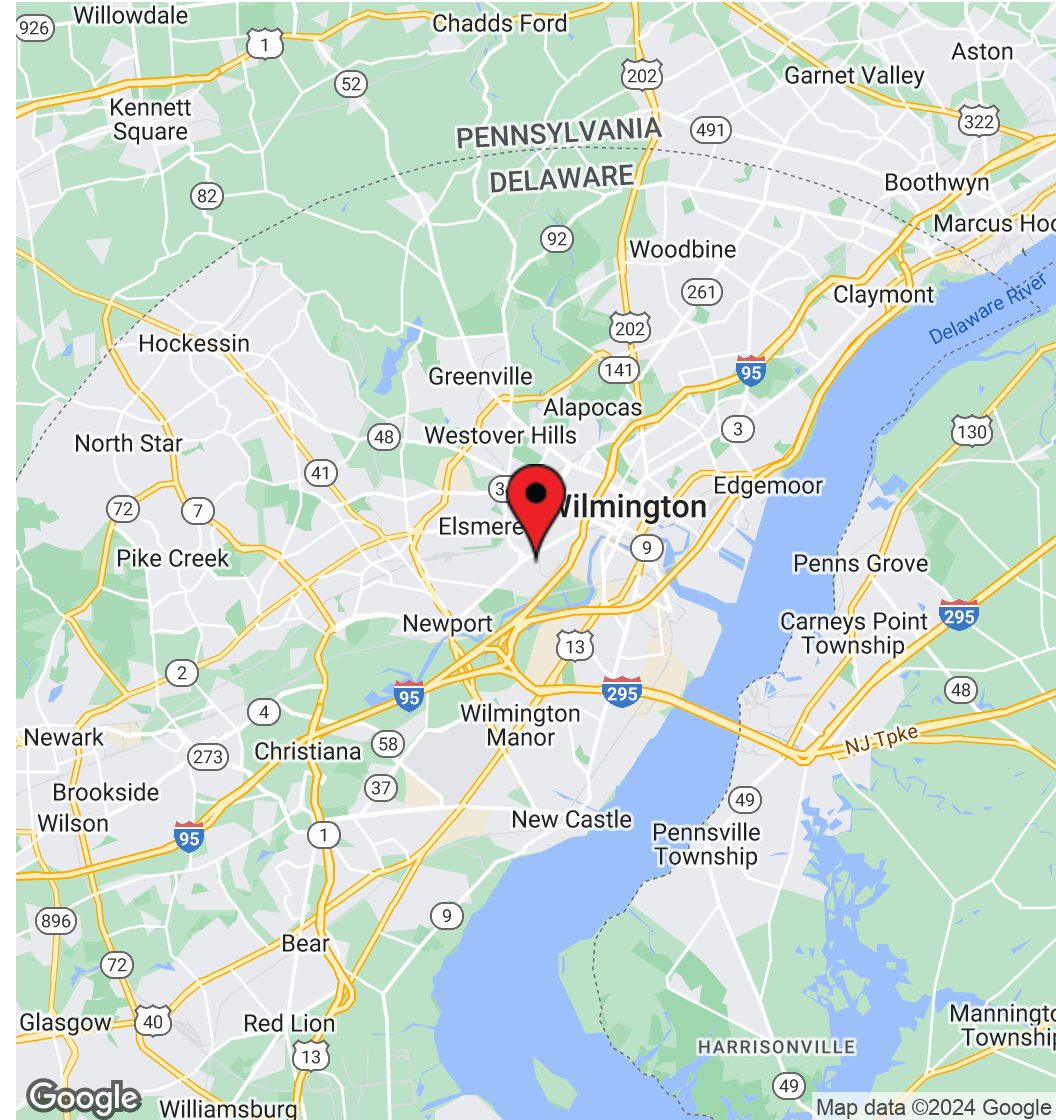 Willowdale
Chadds Ford
926
1
52
202
Aston
Garnet Valley
Kennett
Square
322
PENNSYLVANIA
491
DELAWARE
82
Boothwyn
92
Marcus Hoo
Woodbine
261
Claymont
Delaware River
202
Hockessin
141
95
Greenville
Alapocas
48
Westover Hills
3
130
North Star
41
Edgemoor
72
7
Wilmington
Elsmere
9
Pike Creek
Penns Grove
295
Newport
Carneys Point
Township
13
2
95
295
48
4
Wilmington
Manor
Newark
Christiana
58
NJ Tpke
273
37
Brookside
49
Wilson
95
1
New Castle
Pennsville
Township
896
9
Bear
72
Glasgow
40
Red Lion
Mannington
Township
13
HARRISONVILLE
49
Google
Williamsburg
Map data ©2024 Google